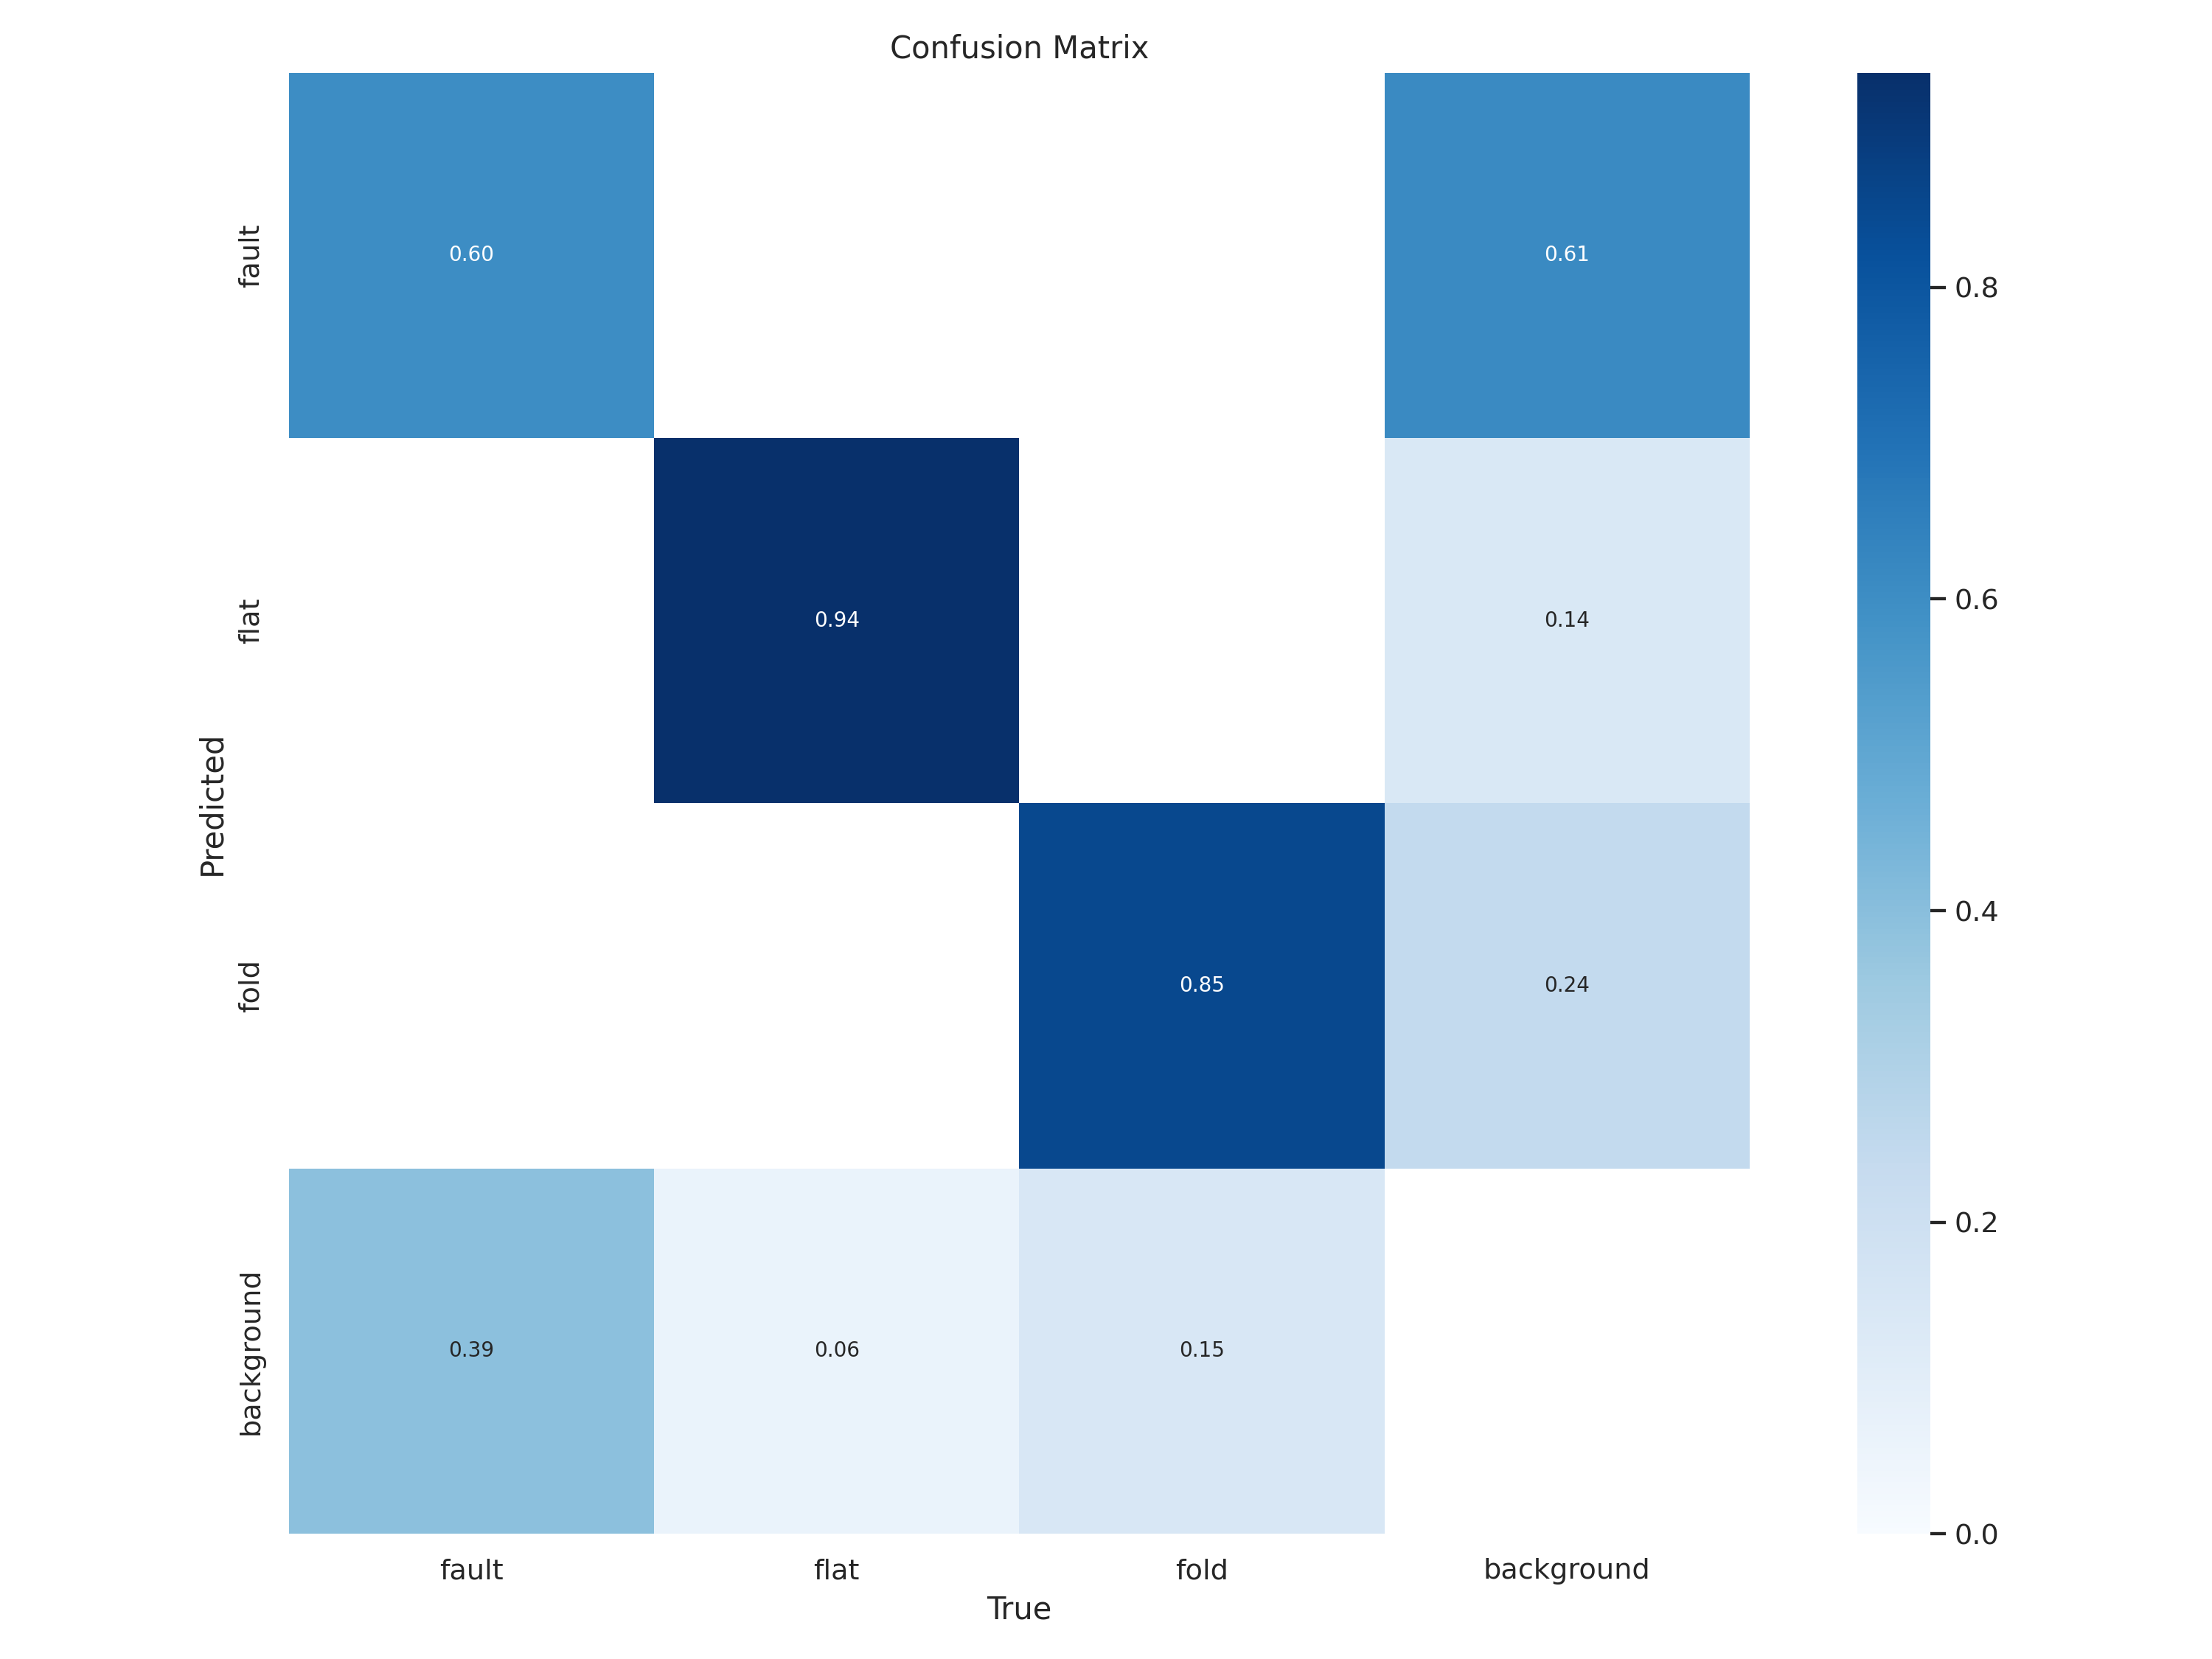 Confusion Matrix
fault
0.60
0.61
flat
0.94
0.14
fold
0.85
0.24
background
0.39
0.06
0.15
fault
flat
fold
background
True
Predicted
0.8
0.6
0.4
0.2
0.0